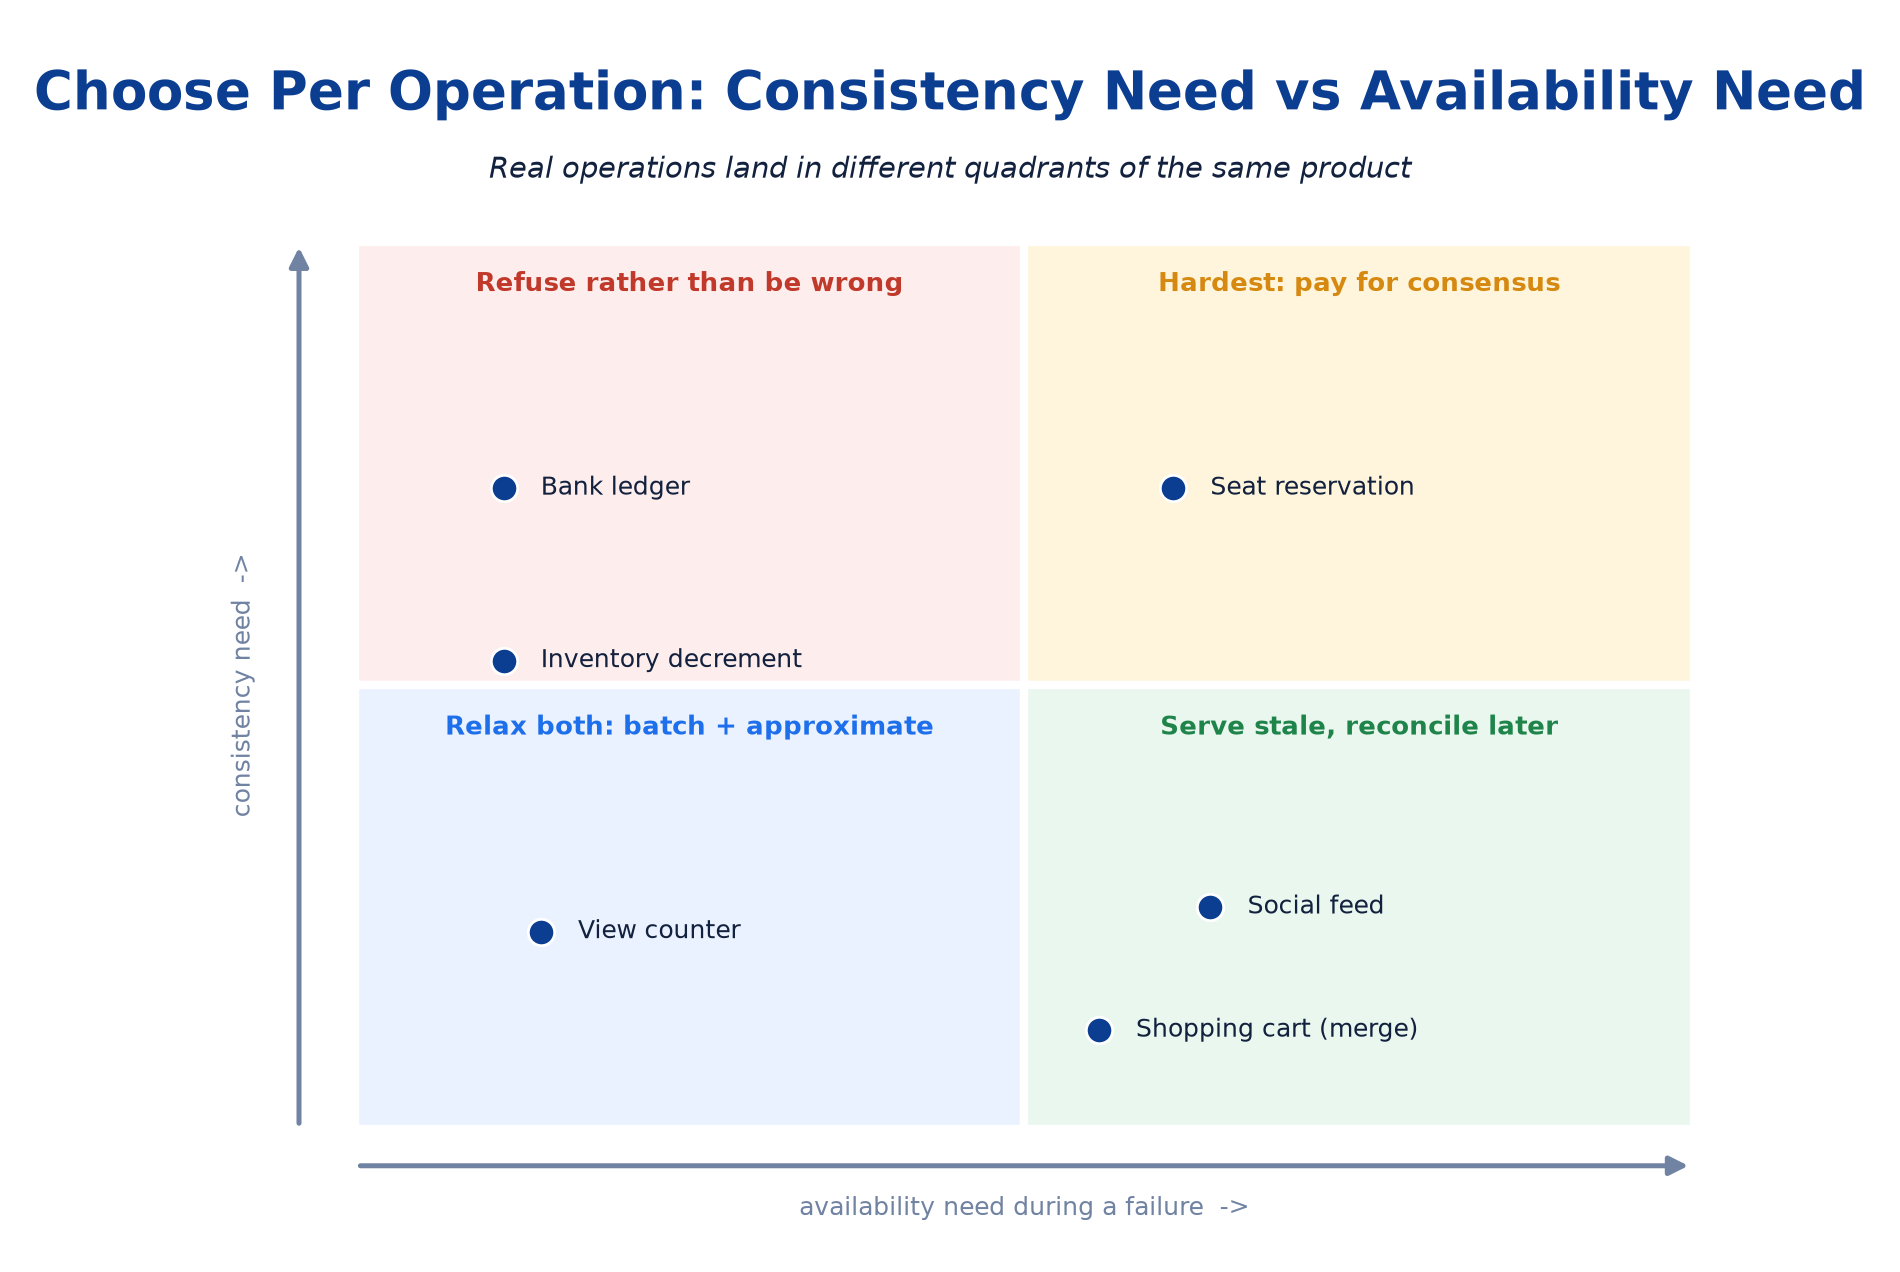 Choose Per Operation: Consistency Need vs Availability Need
Real operations land in different quadrants of the same product
Refuse rather than be wrong
Hardest: pay for consensus
Bank ledger
Seat reservation
Inventory decrement
consistency need ->
Relax both: batch + approximate
Serve stale, reconcile later
Social feed
View counter
Shopping cart (merge)
availability need during a failure ->